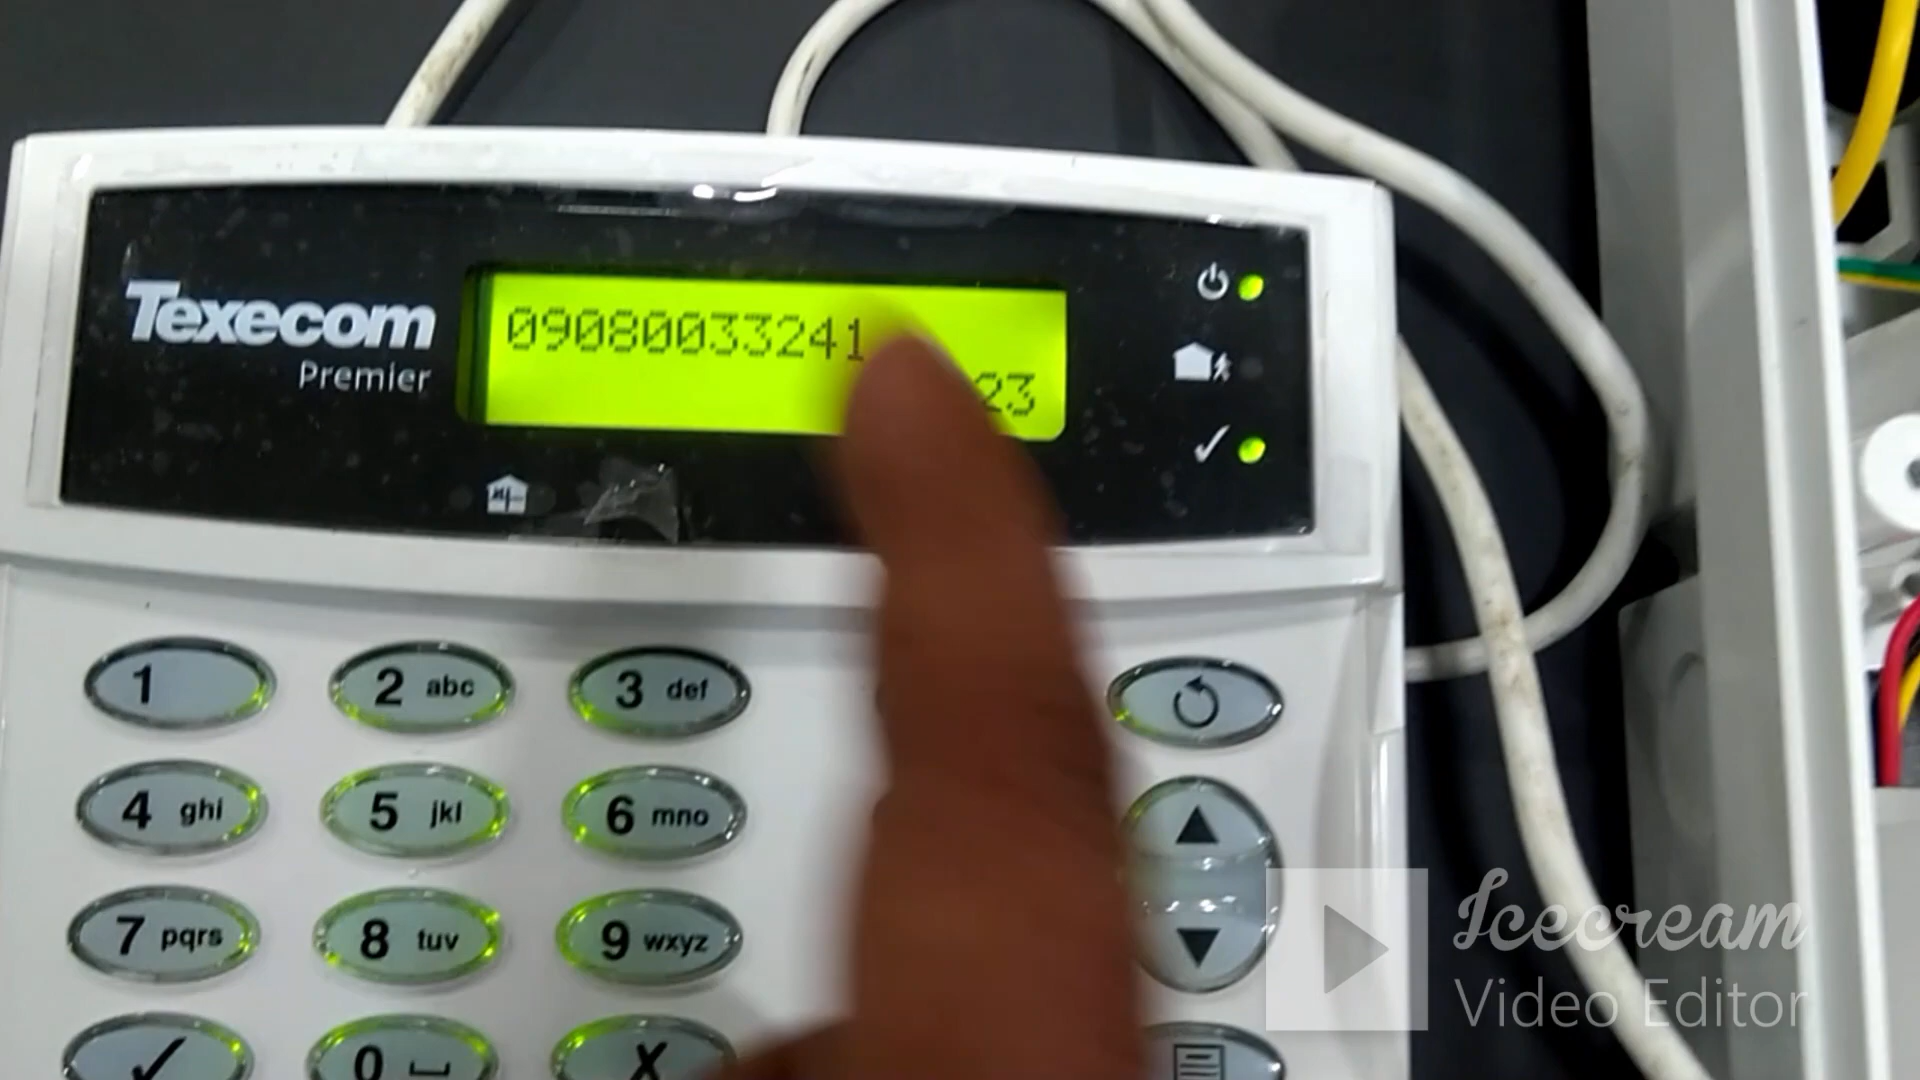 Texecom
Premier
09080033241
23
1
2 abc
3 def
4 ghi
5 jkl
6 mno
7 pqrs
8 tuv
9 wxyz
0
X
Icecream
Video Editor